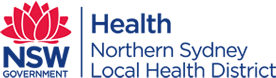 NSW
GOVERNMENT
Health
Northern Sydney
Local Health District